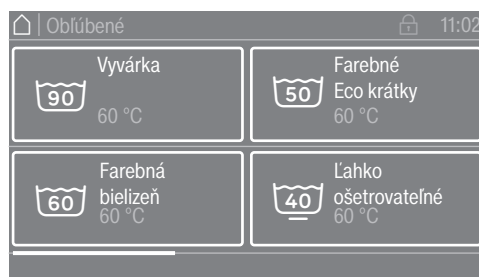 Obľúbené
11:02
90
Vyvárka
60 °C
50
Farebné
Eco krátky
60 °C
60
Farebná
bielizeň
60 °C
40
Ľahko
ošetrovateľné
60 °C